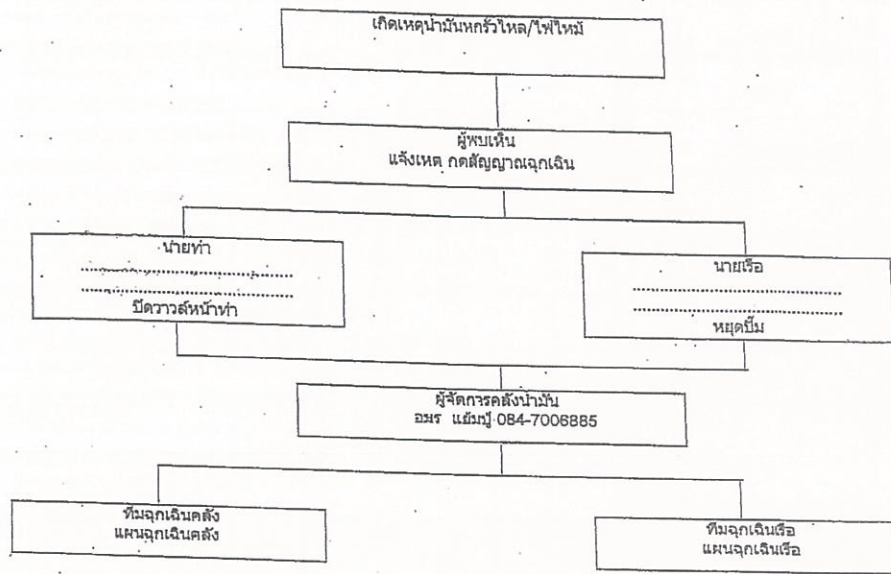 เกิดเหตุน้ำมันหกรั่วไหล/ไฟไหม้
ผู้พบเห็น
แจ้งเหตุ กดสัญญาณฉุกเฉิน
นายท่า
.............................................
.............................................
ปิดวาวล์หน้าท่า
นายเรือ
.............................................
.............................................
หยุดปั๊ม
ผู้จัดการคลังน้ำมัน
อมร 084-7006885
ทีมฉุกเฉินคลัง
แผนฉุกเฉินคลัง
ทีมฉุกเฉินเรือ
แผนฉุกเฉินเรือ